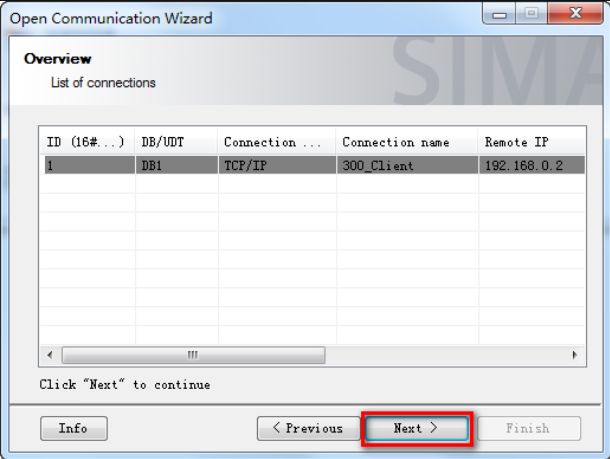 Open Communication Wizard
Overview
List of connections
SIMA
ID (16#...) DB/UDT Connection ... Connection name Remote IP
1 DB1 TCP/IP 300_Client 192.168.0.2
Click "Next" to continue
Info < Previous Next > Finish